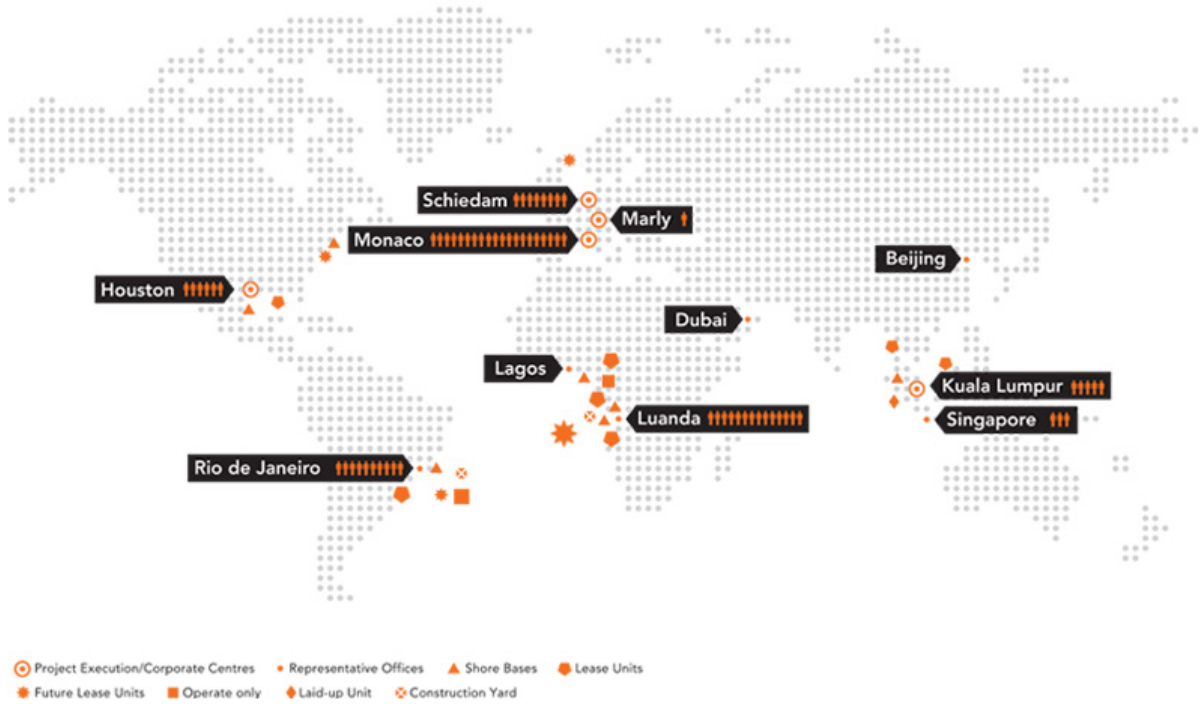 Schiedam
Marly
Monaco
Beijing
Houston
Dubai
Lagos
Kuala Lumpur
Luanda
Singapore
Rio de Janeiro
Project Execution/Corporate Centres
Representative Offices
Shore Bases
Lease Units
Future Lease Units
Operate only
Laid-up Unit
Construction Yard